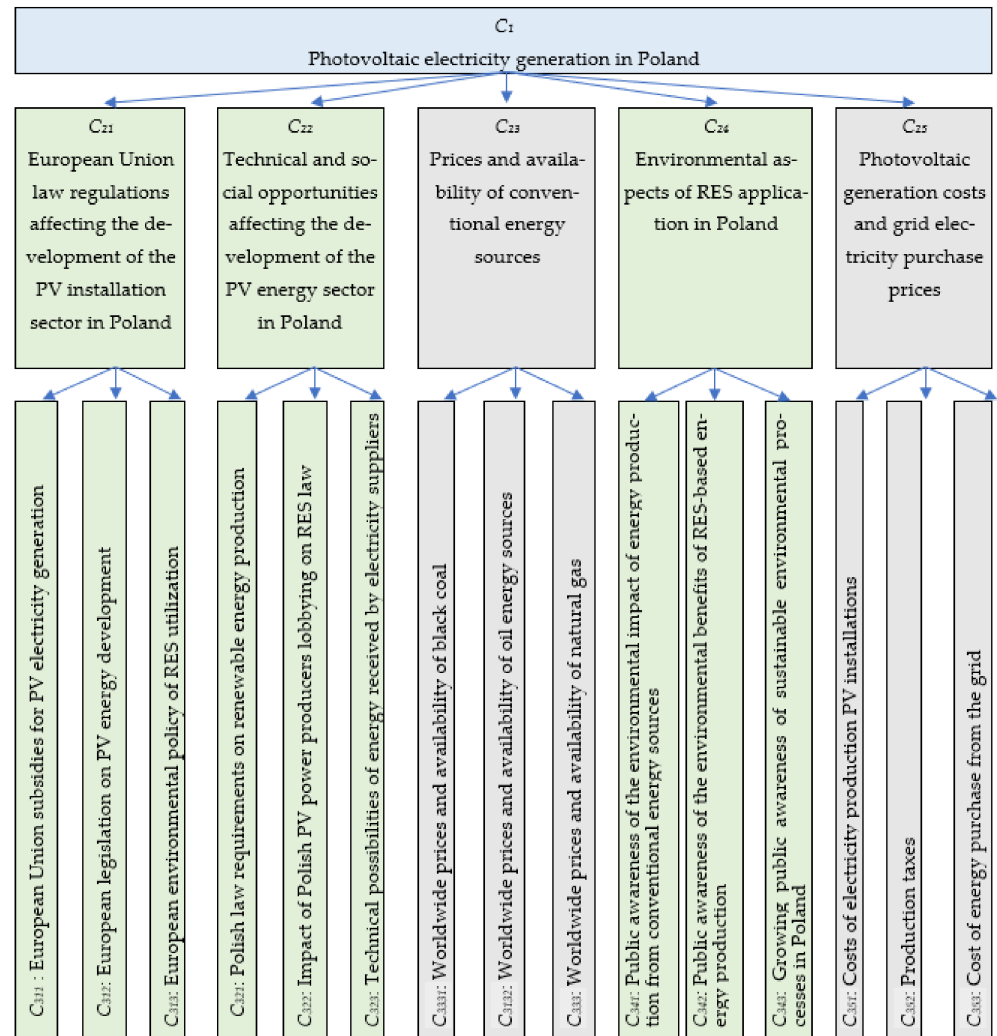 C1
Photovoltaic electricity generation in Poland
C21
European Union
law regulations
affecting the de-
velopment of the
PV installation
sector in Poland
C22
Technical and so-
cial opportunities
affecting the de-
velopment of the
PV energy sector
in Poland
C23
Prices and availa-
bility of conven-
tional energy
sources
C24
Environmental as-
pects of RES applica-
tion in Poland
C25
Photovoltaic
generation costs
and grid elec-
tricity purchase
prices
C311 : European Union subsidies for PV electricity generation
C312: European legislation on PV energy development
C313: European environmental policy of RES utilization
C321: Polish law requirements on renewable energy production
C322: Impact of Polish PV power producers lobbying on RES law
C323: Technical possibilities of energy received by electricity suppliers
C3331: Worldwide prices and availability of black coal
C3132: Worldwide prices and availability of oil energy sources
C333: Worldwide prices and availability of natural gas
C341: Public awareness of the environmental impact of energy produc-
tion from conventional energy sources
C342: Public awareness of the environmental benefits of RES-based en-
ergy production
C343: Growing public awareness of sustainable environmental pro-
cesses in Poland
C351: Costs of electricity production PV installations
C352: Production taxes
C353: Cost of energy purchase from the grid